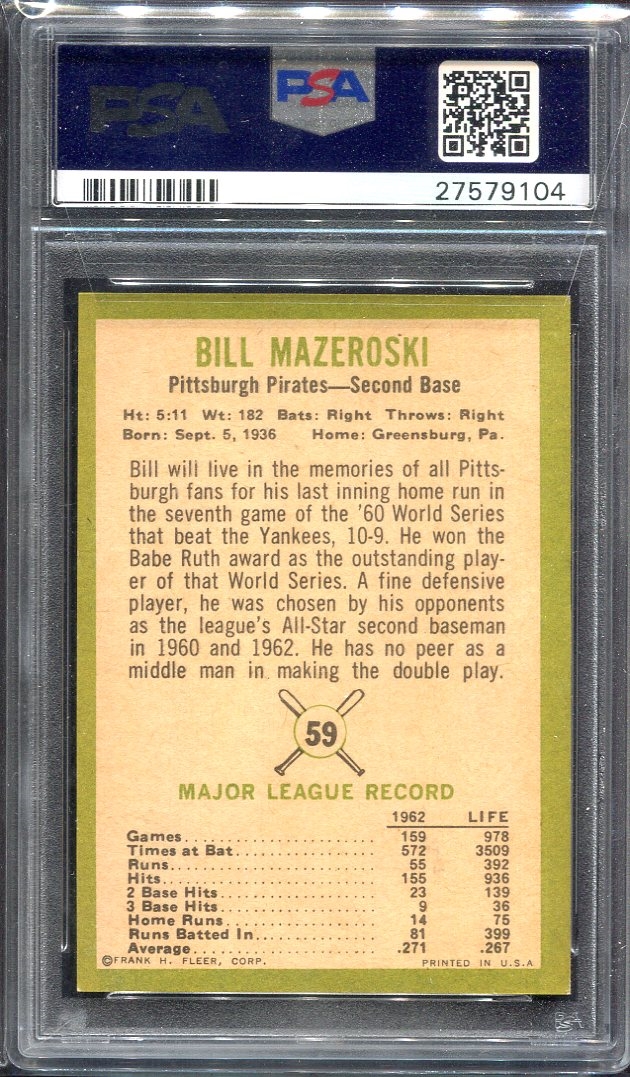 PSA
PSA
27579104
BILL MAZEROSKI
Pittsburgh Pirates—Second Base
Ht: 5:11 Wt: 182 Bats: Right Throws: Right
Born: Sept. 5, 1936 Home: Greensburg, Pa.
Bill will live in the memories of all Pitts-
burgh fans for his last inning home run in
the seventh game of the '60 World Series
that beat the Yankees, 10-9. He won the
Babe Ruth award as the outstanding play-
er of that World Series. A fine defensive
player, he was chosen by his opponents
as the league's All-Star second baseman
in 1960 and 1962. He has no peer as a
middle man in making the double play.
59
MAJOR LEAGUE RECORD
1962 LIFE
Games 159 978
Times at Bat 572 3509
Runs 55 392
Hits 155 936
2 Base Hits 23 139
3 Base Hits 9 36
Home Runs 14 75
Runs Batted In 81 399
Average .271 .267
©FRANK H. FLEER, CORP. PRINTED IN U.S.A
PSA